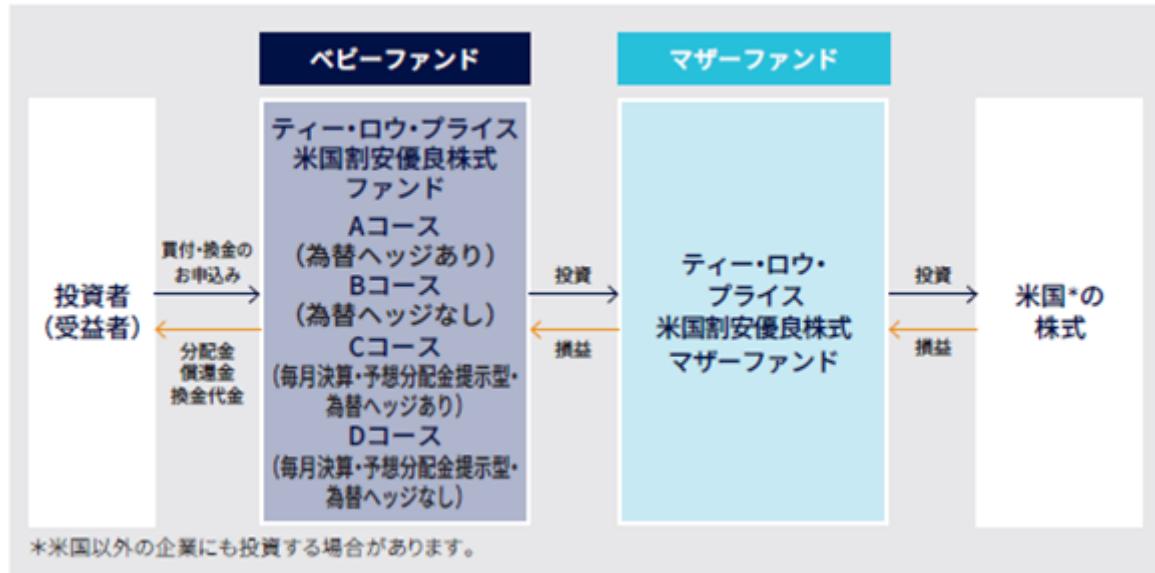 ベビーファンド
マザーファンド
投資者
(受益者)
買付・換金の
お申込み
分配金
償還金
換金代金
ティー・ロウ・プライス
米国割安優良株式
ファンド
Aコース
(為替ヘッジあり)
Bコース
(為替ヘッジなし)
Cコース
(毎月決算・予想分配金提示型・
為替ヘッジあり)
Dコース
(毎月決算・予想分配金提示型・
為替ヘッジなし)
投資
損益
ティー・ロウ・
プライス
米国割安優良株式
マザーファンド
投資
損益
米国*の
株式
*米国以外の企業にも投資する場合があります。